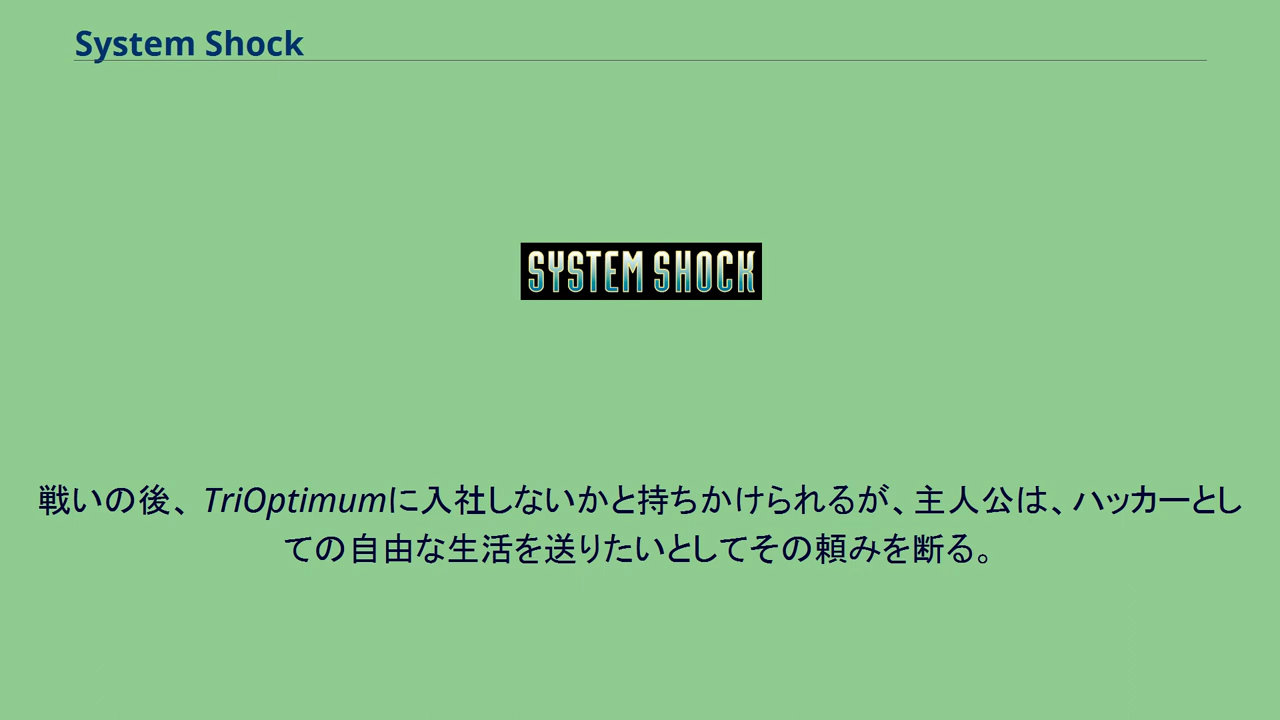 System Shock
SYSTEM SHOCK
戦いの後、TriOptimumに入社しないかと持ちかけられるが、主人公は、ハッカーとし
ての自由な生活を送りたいとしてその頼みを断る。